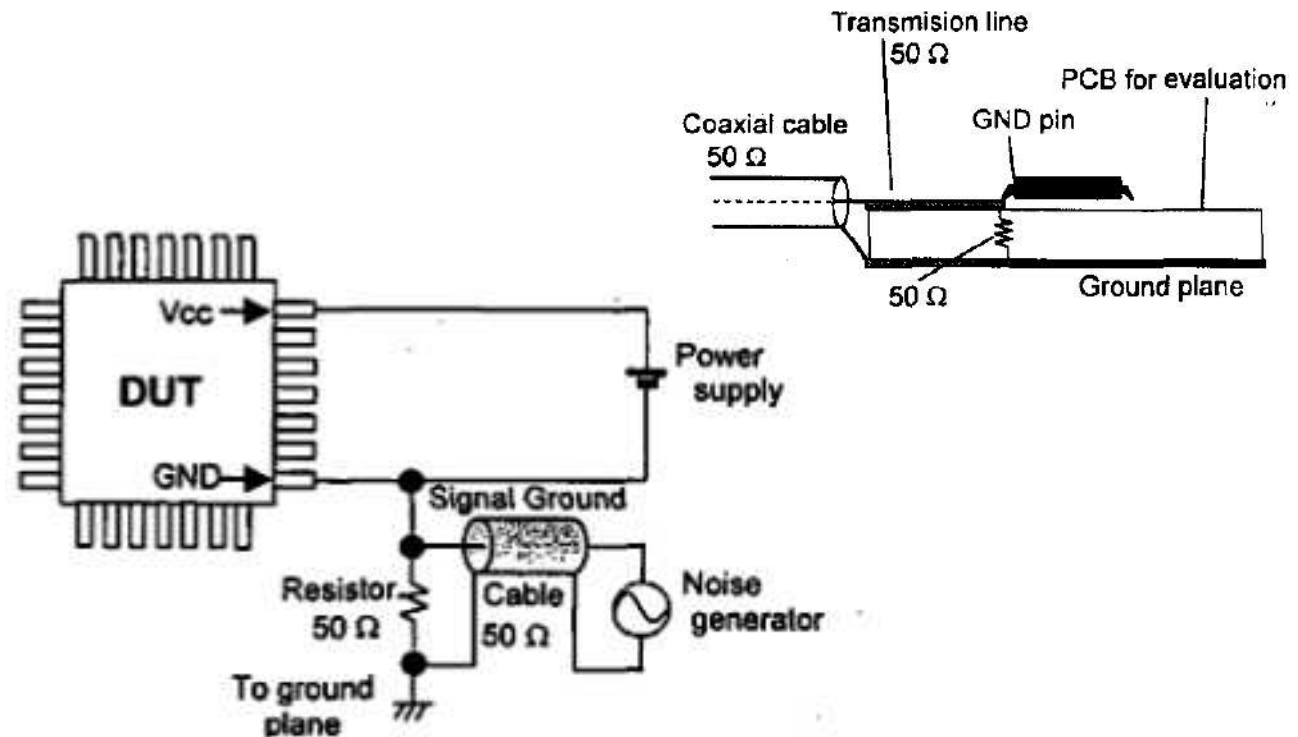 Transmision line
50 Ω
PCB for evaluation
GND pin
Coaxial cable
50 Ω
50 Ω
Ground plane
Vcc
DUT
GND
Power
supply
Signal Ground
Resistor
50 Ω
Cable
50 Ω
Noise
generator
To ground
plane